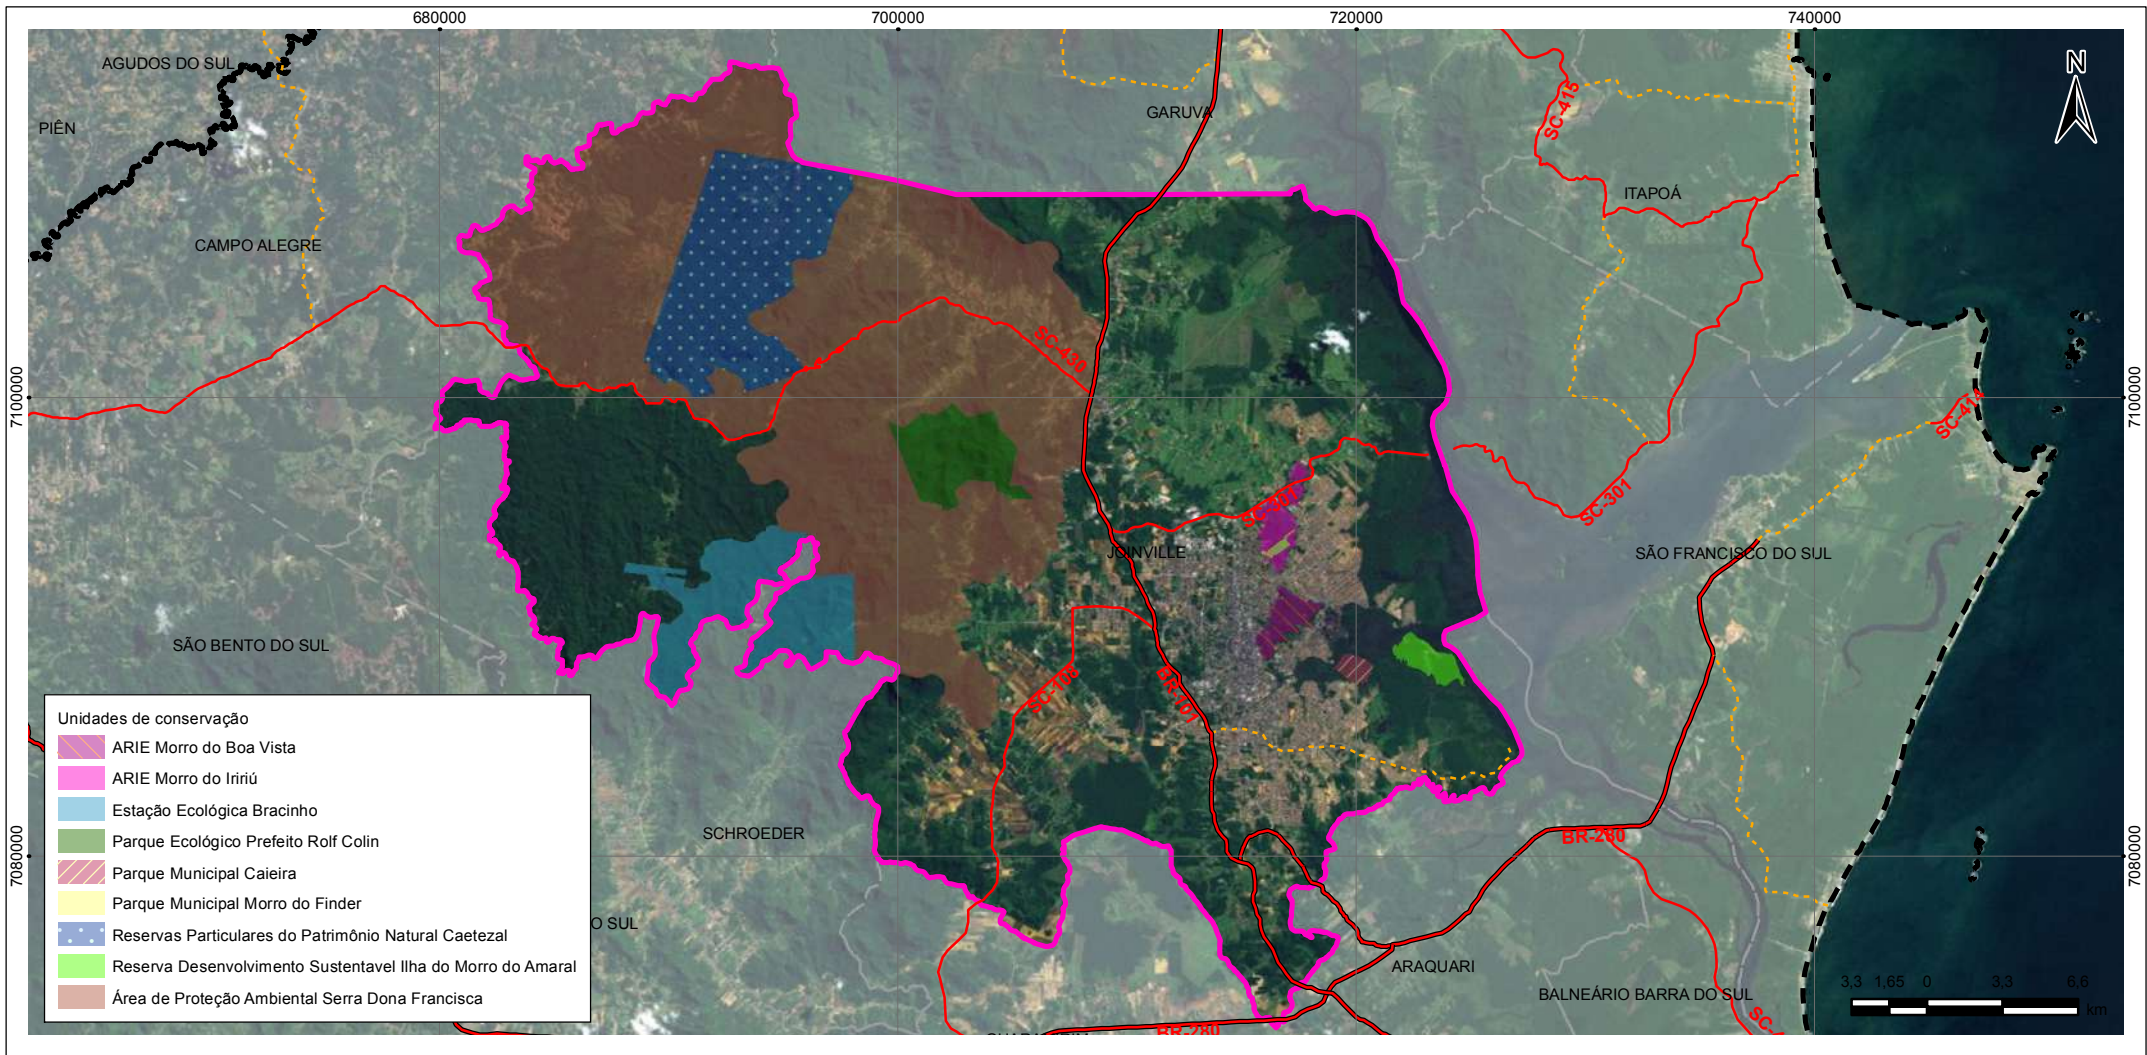 680000
700000
720000
740000
AGUDOS DO SUL
N
SC-415
GARUVA
PIÊN
ITAPOÁ
CAMPO ALEGRE
SC-430
7100000
7100000
SC-414
SC-301
SC-301
JOINVILLE
SÃO FRANCISCO DO SUL
SÃO BENTO DO SUL
SC-108
BR-101
Unidades de conservação
ARIE Morro do Boa Vista
ARIE Morro do Iririú
Estação Ecológica Bracinho
Parque Ecológico Prefeito Rolf Colin
Parque Municipal Caieira
Parque Municipal Morro do Finder
Reservas Particulares do Patrimônio Natural Caetezal
Reserva Desenvolvimento Sustentavel Ilha do Morro do Amaral
Área de Proteção Ambiental Serra Dona Francisca
SCHROEDER
BR-280
7080000
7080000
O SUL
ARAQUARI
BALNEÁRIO BARRA DO SUL
3,3 1,65 0 3,3 6,6
km
SC-
BR-280